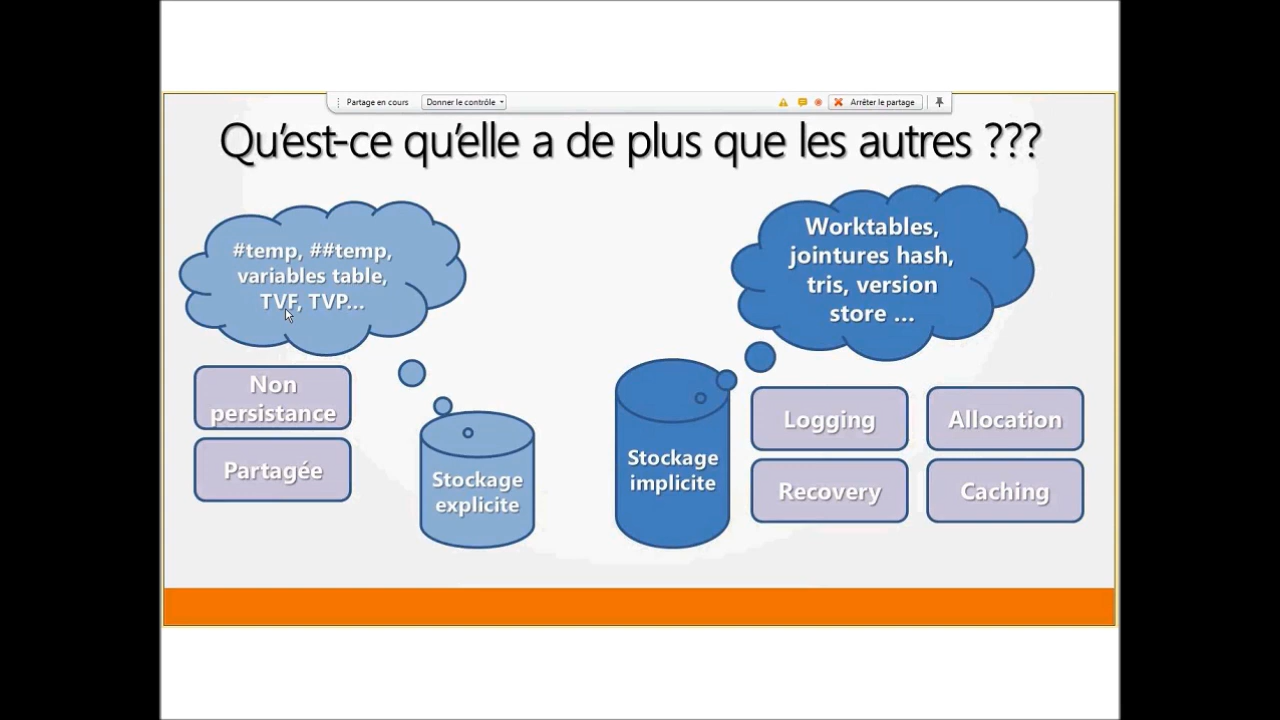 Partage en cours
Donner le contrôle
Arrêter le partage
Qu'est-ce qu'elle a de plus que les autres ???
#temp, ##temp,
variables table,
TVF, TVP...
Worktables,
jointures hash,
tris, version
store ...
Non
persistance
Partagée
Stockage
explicite
Stockage
implicite
Logging
Allocation
Recovery
Caching